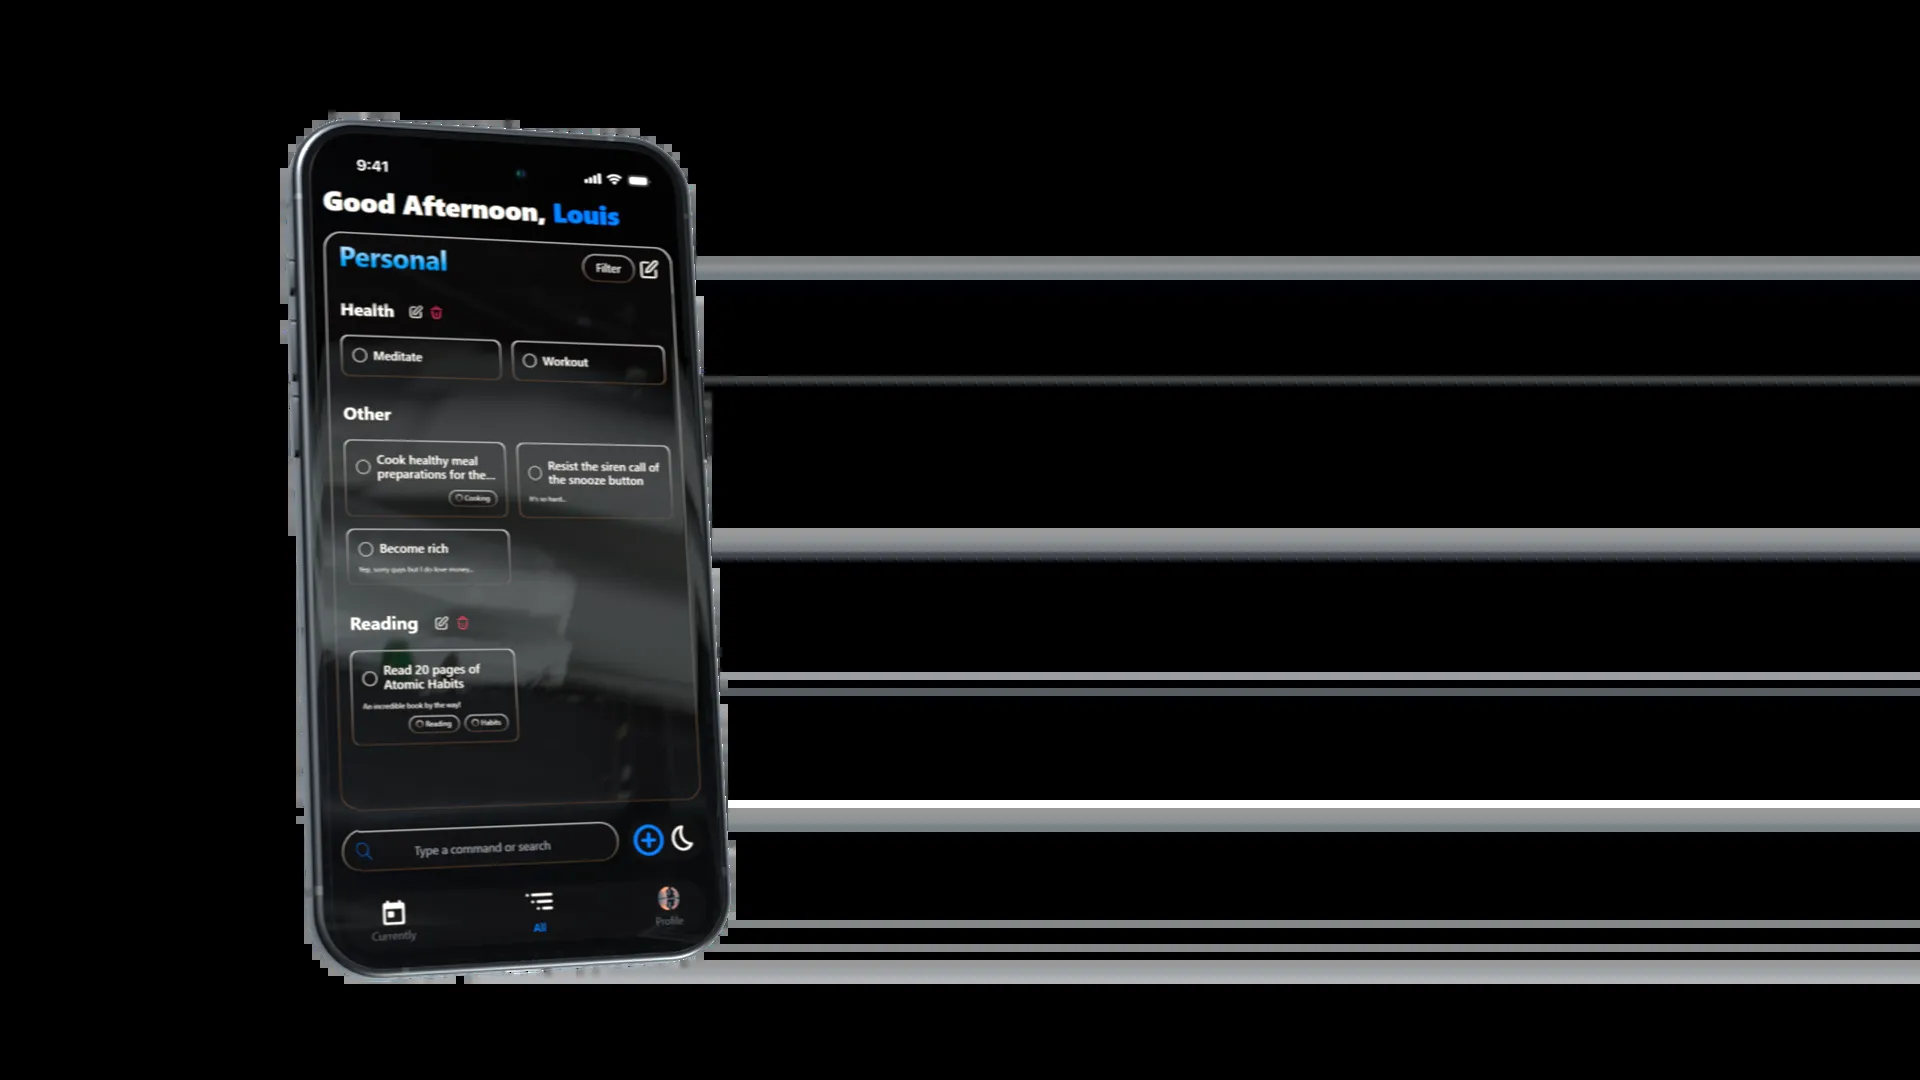 9:41
Good Afternoon, Louis
Personal
Filter
Health
Meditate
Workout
Other
Cook healthy meal
preparations for the...
Cooking
Resist the siren call of
the snooze button
It's so hard...
Become rich
Yep, sorry guys but I do love money...
Reading
Read 20 pages of
Atomic Habits
An incredible book by the way!
Reading
Habits
Type a command or search
Currently
All
Profile